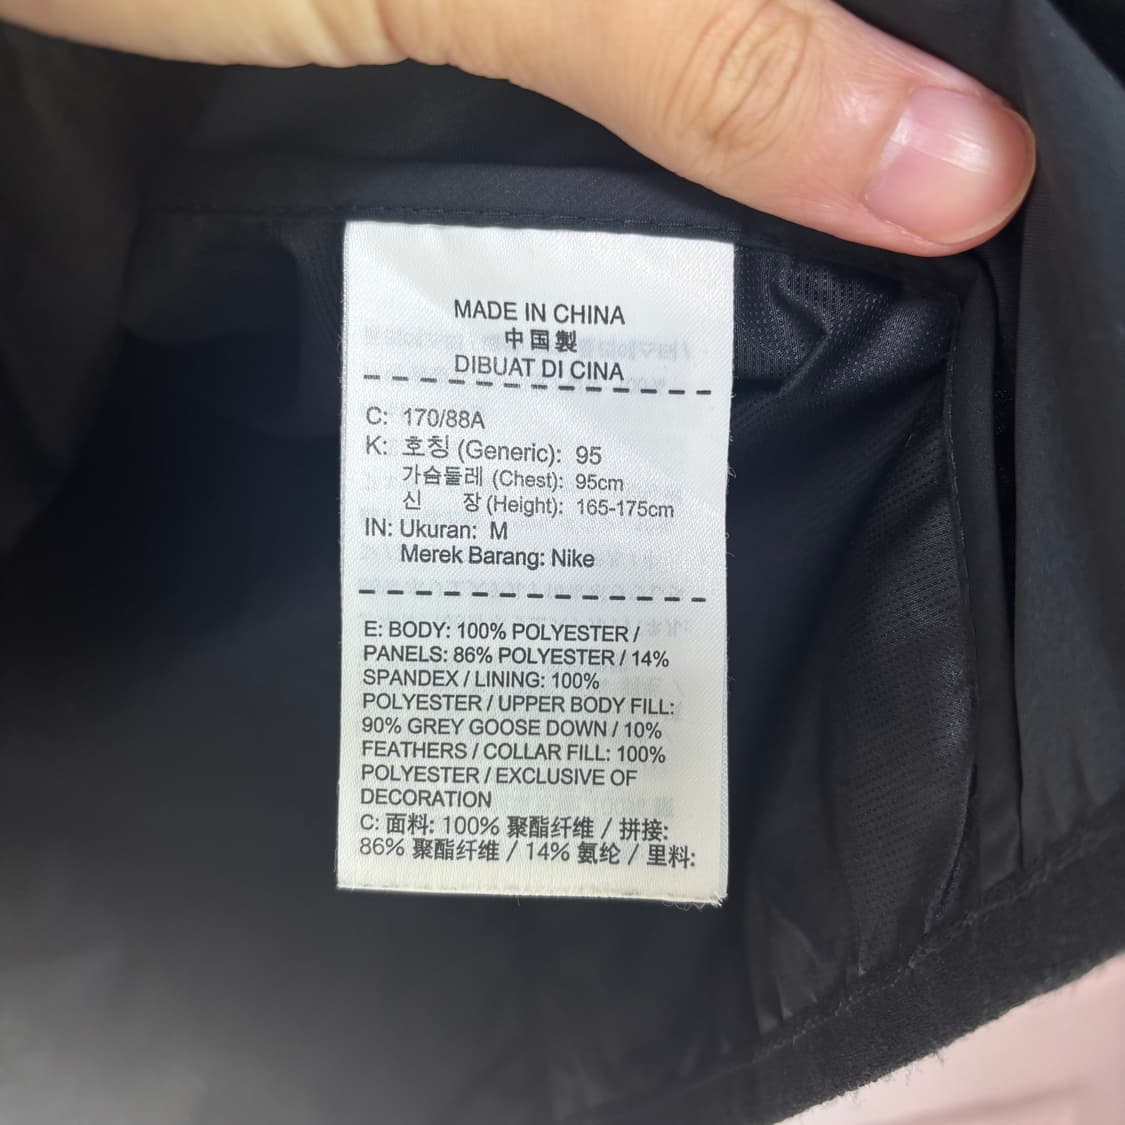 MADE IN CHINA
中国製
DIBUAT DI CINA
C: 170/88A
K: 호칭 (Generic): 95
가슴둘레 (Chest): 95cm
신 장 (Height): 165-175cm
IN: Ukuran: M
Merek Barang: Nike
E: BODY: 100% POLYESTER /
PANELS: 86% POLYESTER / 14%
SPANDEX / LINING: 100%
POLYESTER / UPPER BODY FILL:
90% GREY GOOSE DOWN / 10%
FEATHERS / COLLAR FILL: 100%
POLYESTER / EXCLUSIVE OF
DECORATION
C: 面料: 100% 聚酯纤维 / 拼接:
86% 聚酯纤维 / 14% 氨纶 / 里料: